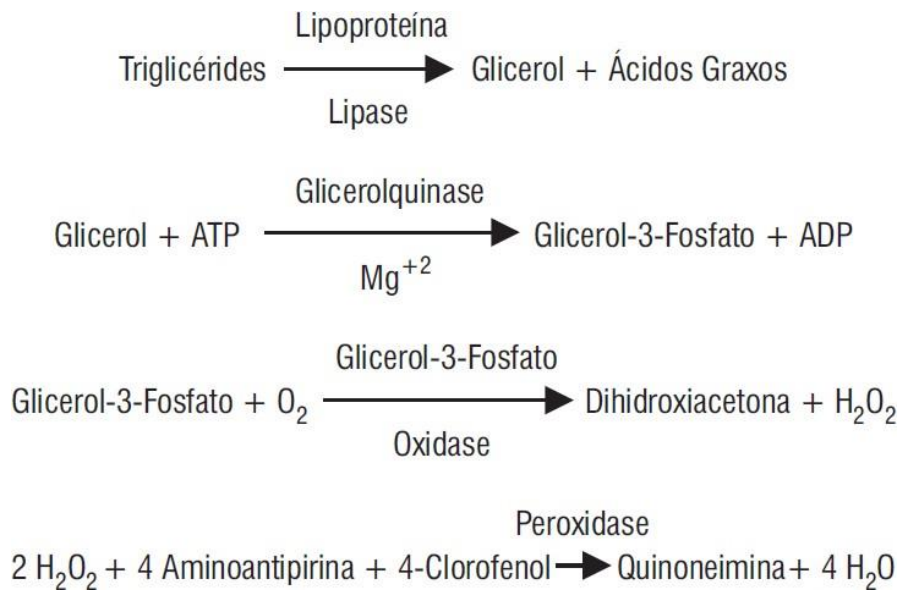 Lipoproteína
Triglicérides → Glicerol + Ácidos Graxos
Lipase
Glicerolquinase
Glicerol + ATP → Glicerol-3-Fosfato + ADP
Mg⁺²
Glicerol-3-Fosfato
Glicerol-3-Fosfato + O₂ → Dihidroxiacetona + H₂O₂
Oxidase
Peroxidase
2 H₂O₂ + 4 Aminoantipirina + 4-Clorofenol → Quinoneimina + 4 H₂O